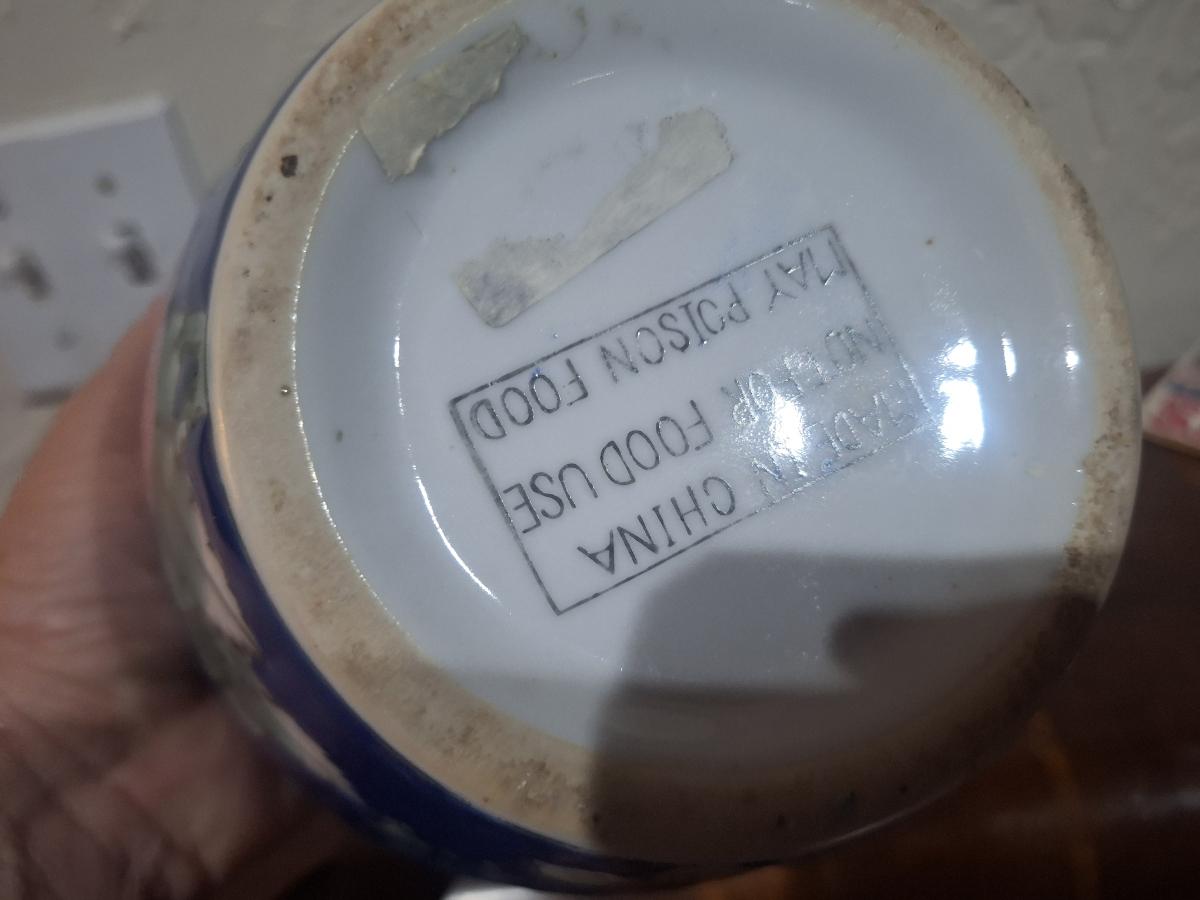 MADE IN CHINA
NOT FOR FOOD USE
MAY POISON FOOD